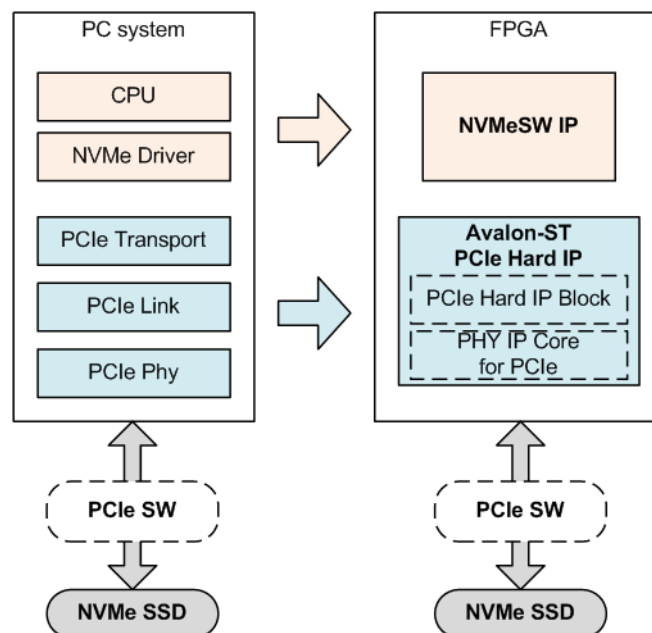 PC system
CPU
NVMe Driver
PCIe Transport
PCIe Link
PCIe Phy
PCIe SW
NVMe SSD
FPGA
NVMeSW IP
Avalon-ST
PCIe Hard IP
PCIe Hard IP Block
PHY IP Core
for PCIe
PCIe SW
NVMe SSD